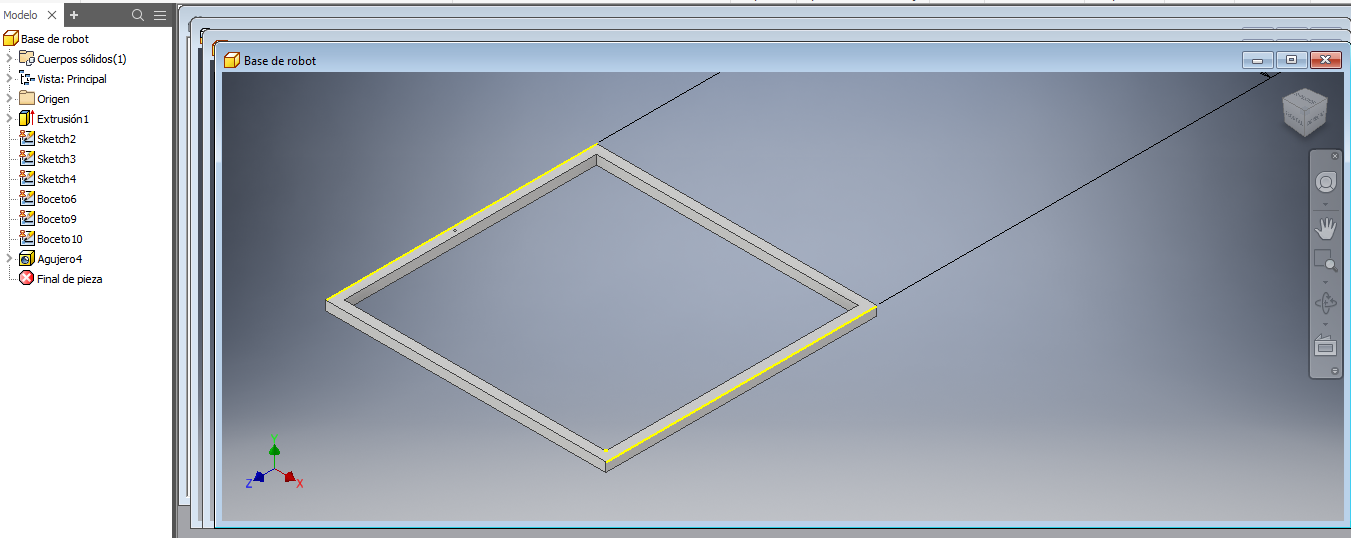 Modelo
Base de robot
Cuerpos sólidos(1)
Vista: Principal
Origen
Extrusión1
Sketch2
Sketch3
Sketch4
Boceto6
Boceto9
Boceto10
Agujero4
Final de pieza
Base de robot
Y
Z
X